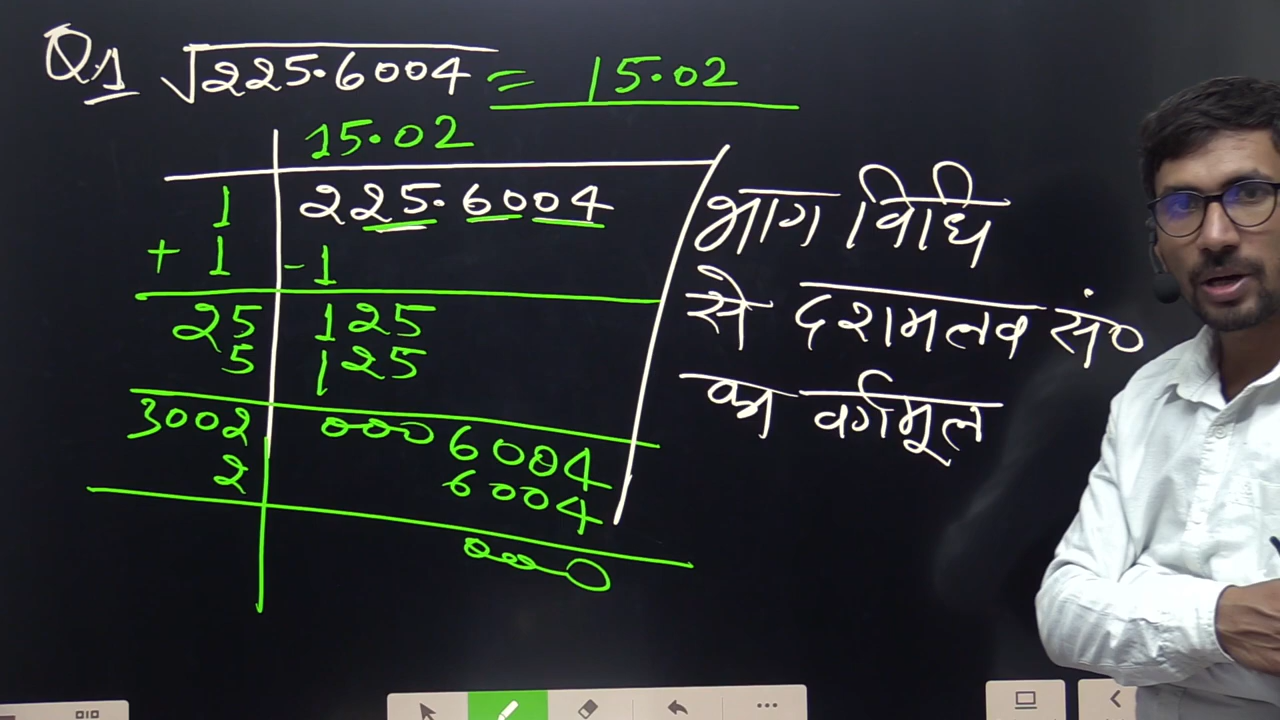 Q1 √225.6004 = 15.02
15.02
1 225.6004
+ 1 -1
25 125
5 125
3002 0006004
2 6004
0000
भाग विधि
से दशमलव सं०
का वर्गमूल